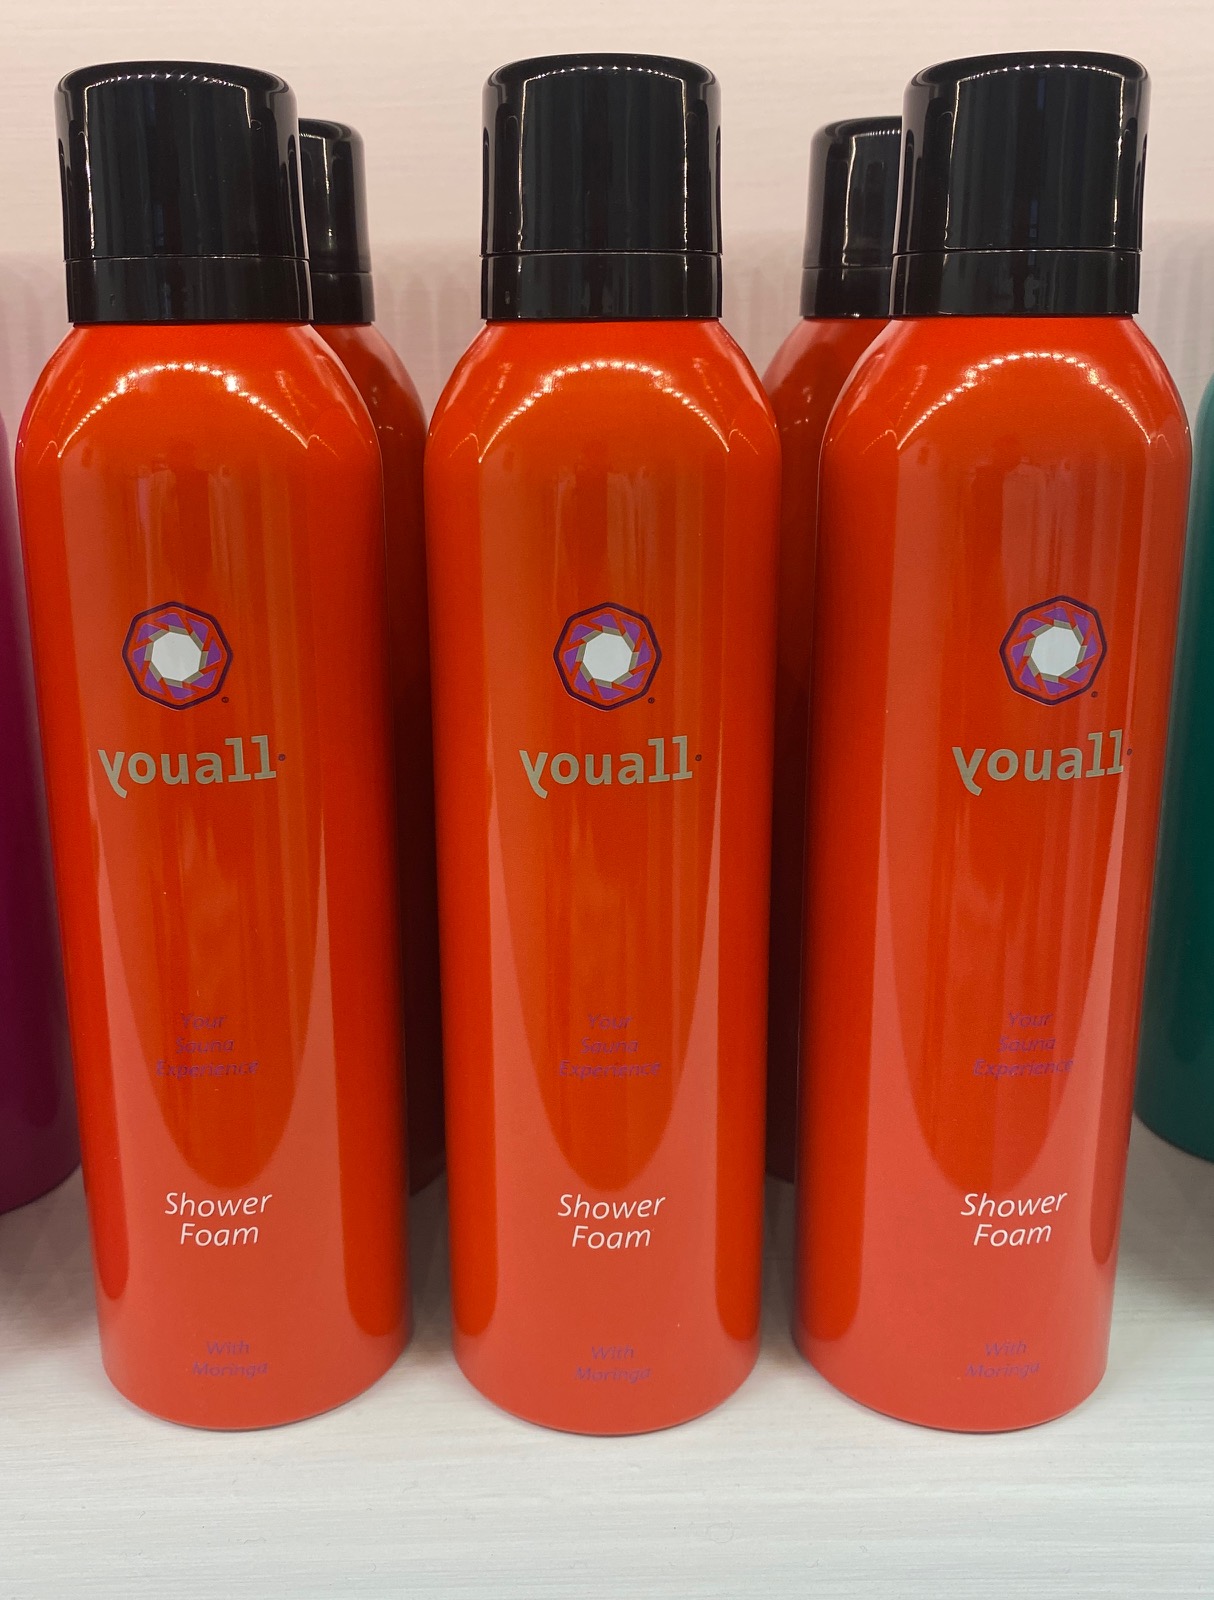 youall
Your
Sauna
Experience
Shower
Foam
With
Moringa
youall
Your
Sauna
Experience
Shower
Foam
With
Moringa
youall
Your
Sauna
Experience
Shower
Foam
With
Moringa